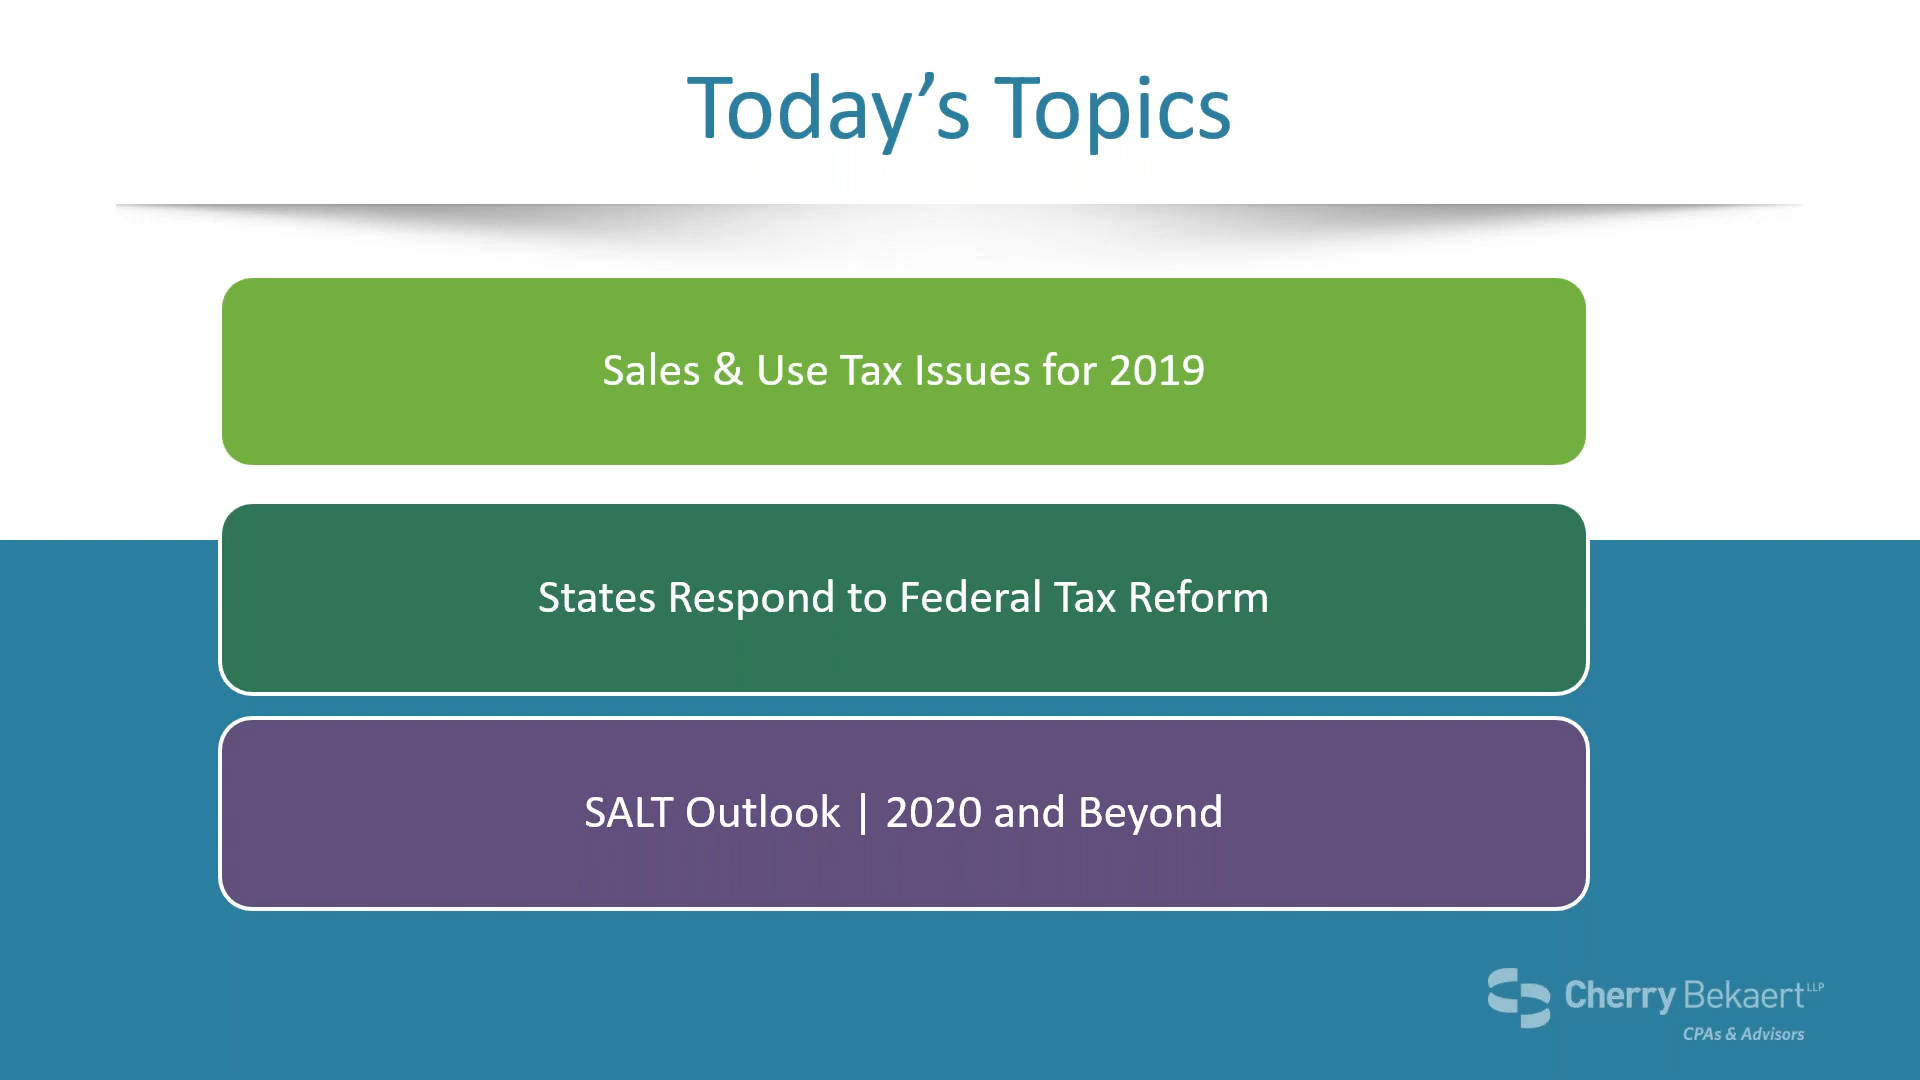 Today’s Topics
Sales & Use Tax Issues for 2019
States Respond to Federal Tax Reform
SALT Outlook | 2020 and Beyond
Cherry Bekaert LLP
CPAs & Advisors